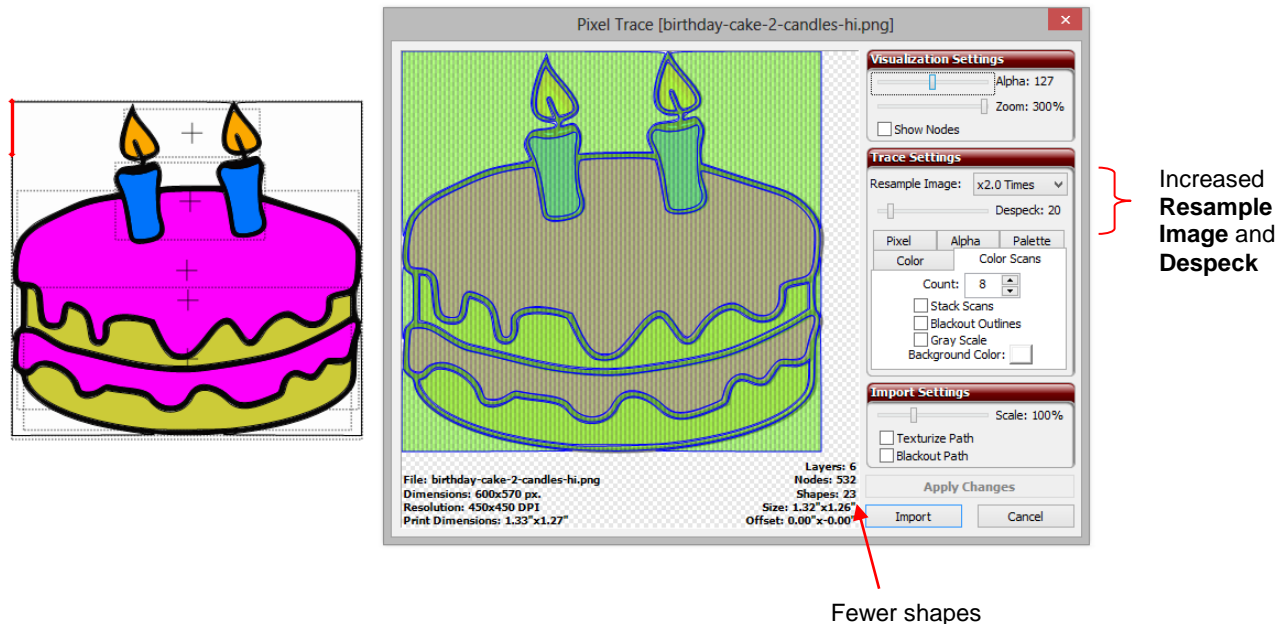 Pixel Trace [birthday-cake-2-candles-hi.png]
×
Visualization Settings
Alpha: 127
Zoom: 300%
Show Nodes
Trace Settings
Resample Image: x2.0 Times
Despeck: 20
Pixel Alpha Palette
Color Color Scans
Count: 8
Stack Scans
Blackout Outlines
Gray Scale
Background Color:
Import Settings
Scale: 100%
Texturize Path
Blackout Path
Apply Changes
Import Cancel
File: birthday-cake-2-candles-hi.png
Dimensions: 600x570 px.
Resolution: 450x450 DPI
Print Dimensions: 1.33"x1.27"
Layers: 6
Nodes: 532
Shapes: 23
Size: 1.32"x1.26"
Offset: 0.00"x-0.00"
Increased
Resample
Image and
Despeck
Fewer shapes